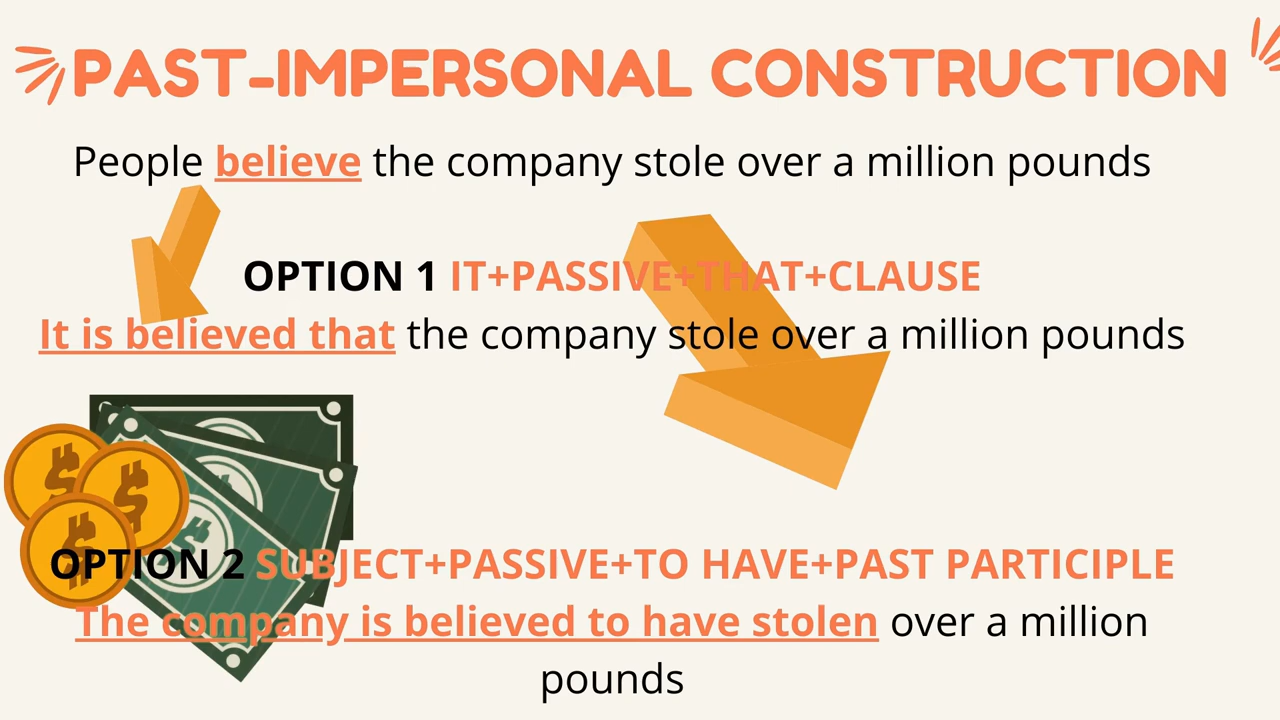 PAST-IMPERSONAL CONSTRUCTION
People believe the company stole over a million pounds
OPTION 1 IT+PASSIVE+THAT+CLAUSE
It is believed that the company stole over a million pounds
OPTION 2 SUBJECT+PASSIVE+TO HAVE+PAST PARTICIPLE
The company is believed to have stolen over a million
pounds